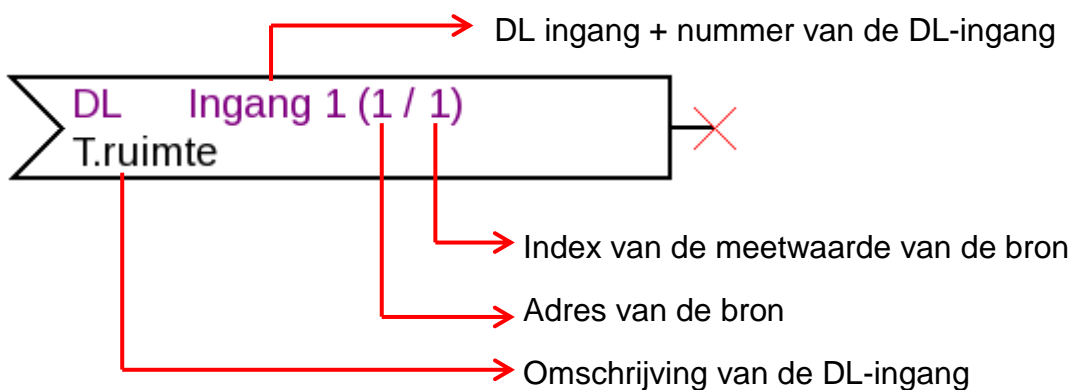 DL ingang + nummer van de DL-ingang
DL Ingang 1 (1 / 1)
T.ruimte
Index van de meetwaarde van de bron
Adres van de bron
Omschrijving van de DL-ingang